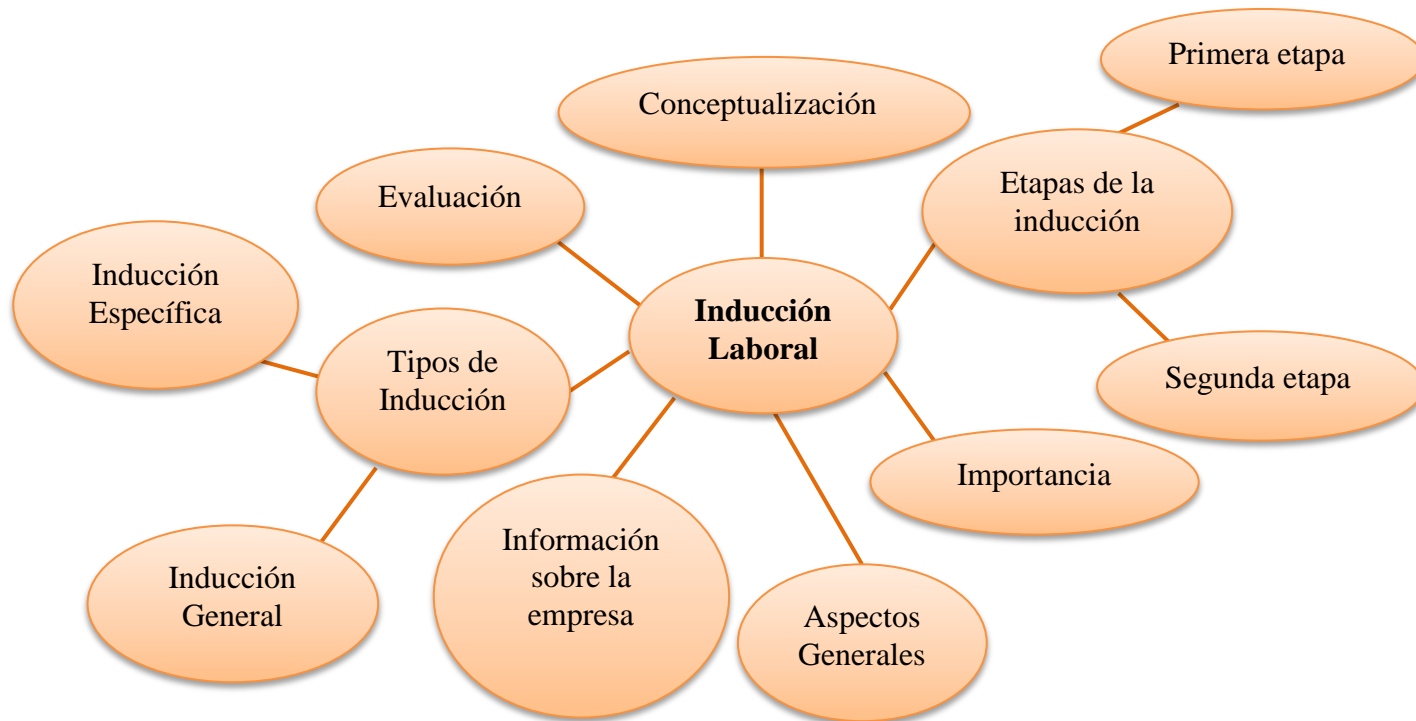 Primera etapa
Conceptualización
Etapas de la
inducción
Evaluación
Inducción
Específica
Inducción
Laboral
Tipos de
Inducción
Segunda etapa
Importancia
Información
sobre la
empresa
Inducción
General
Aspectos
Generales